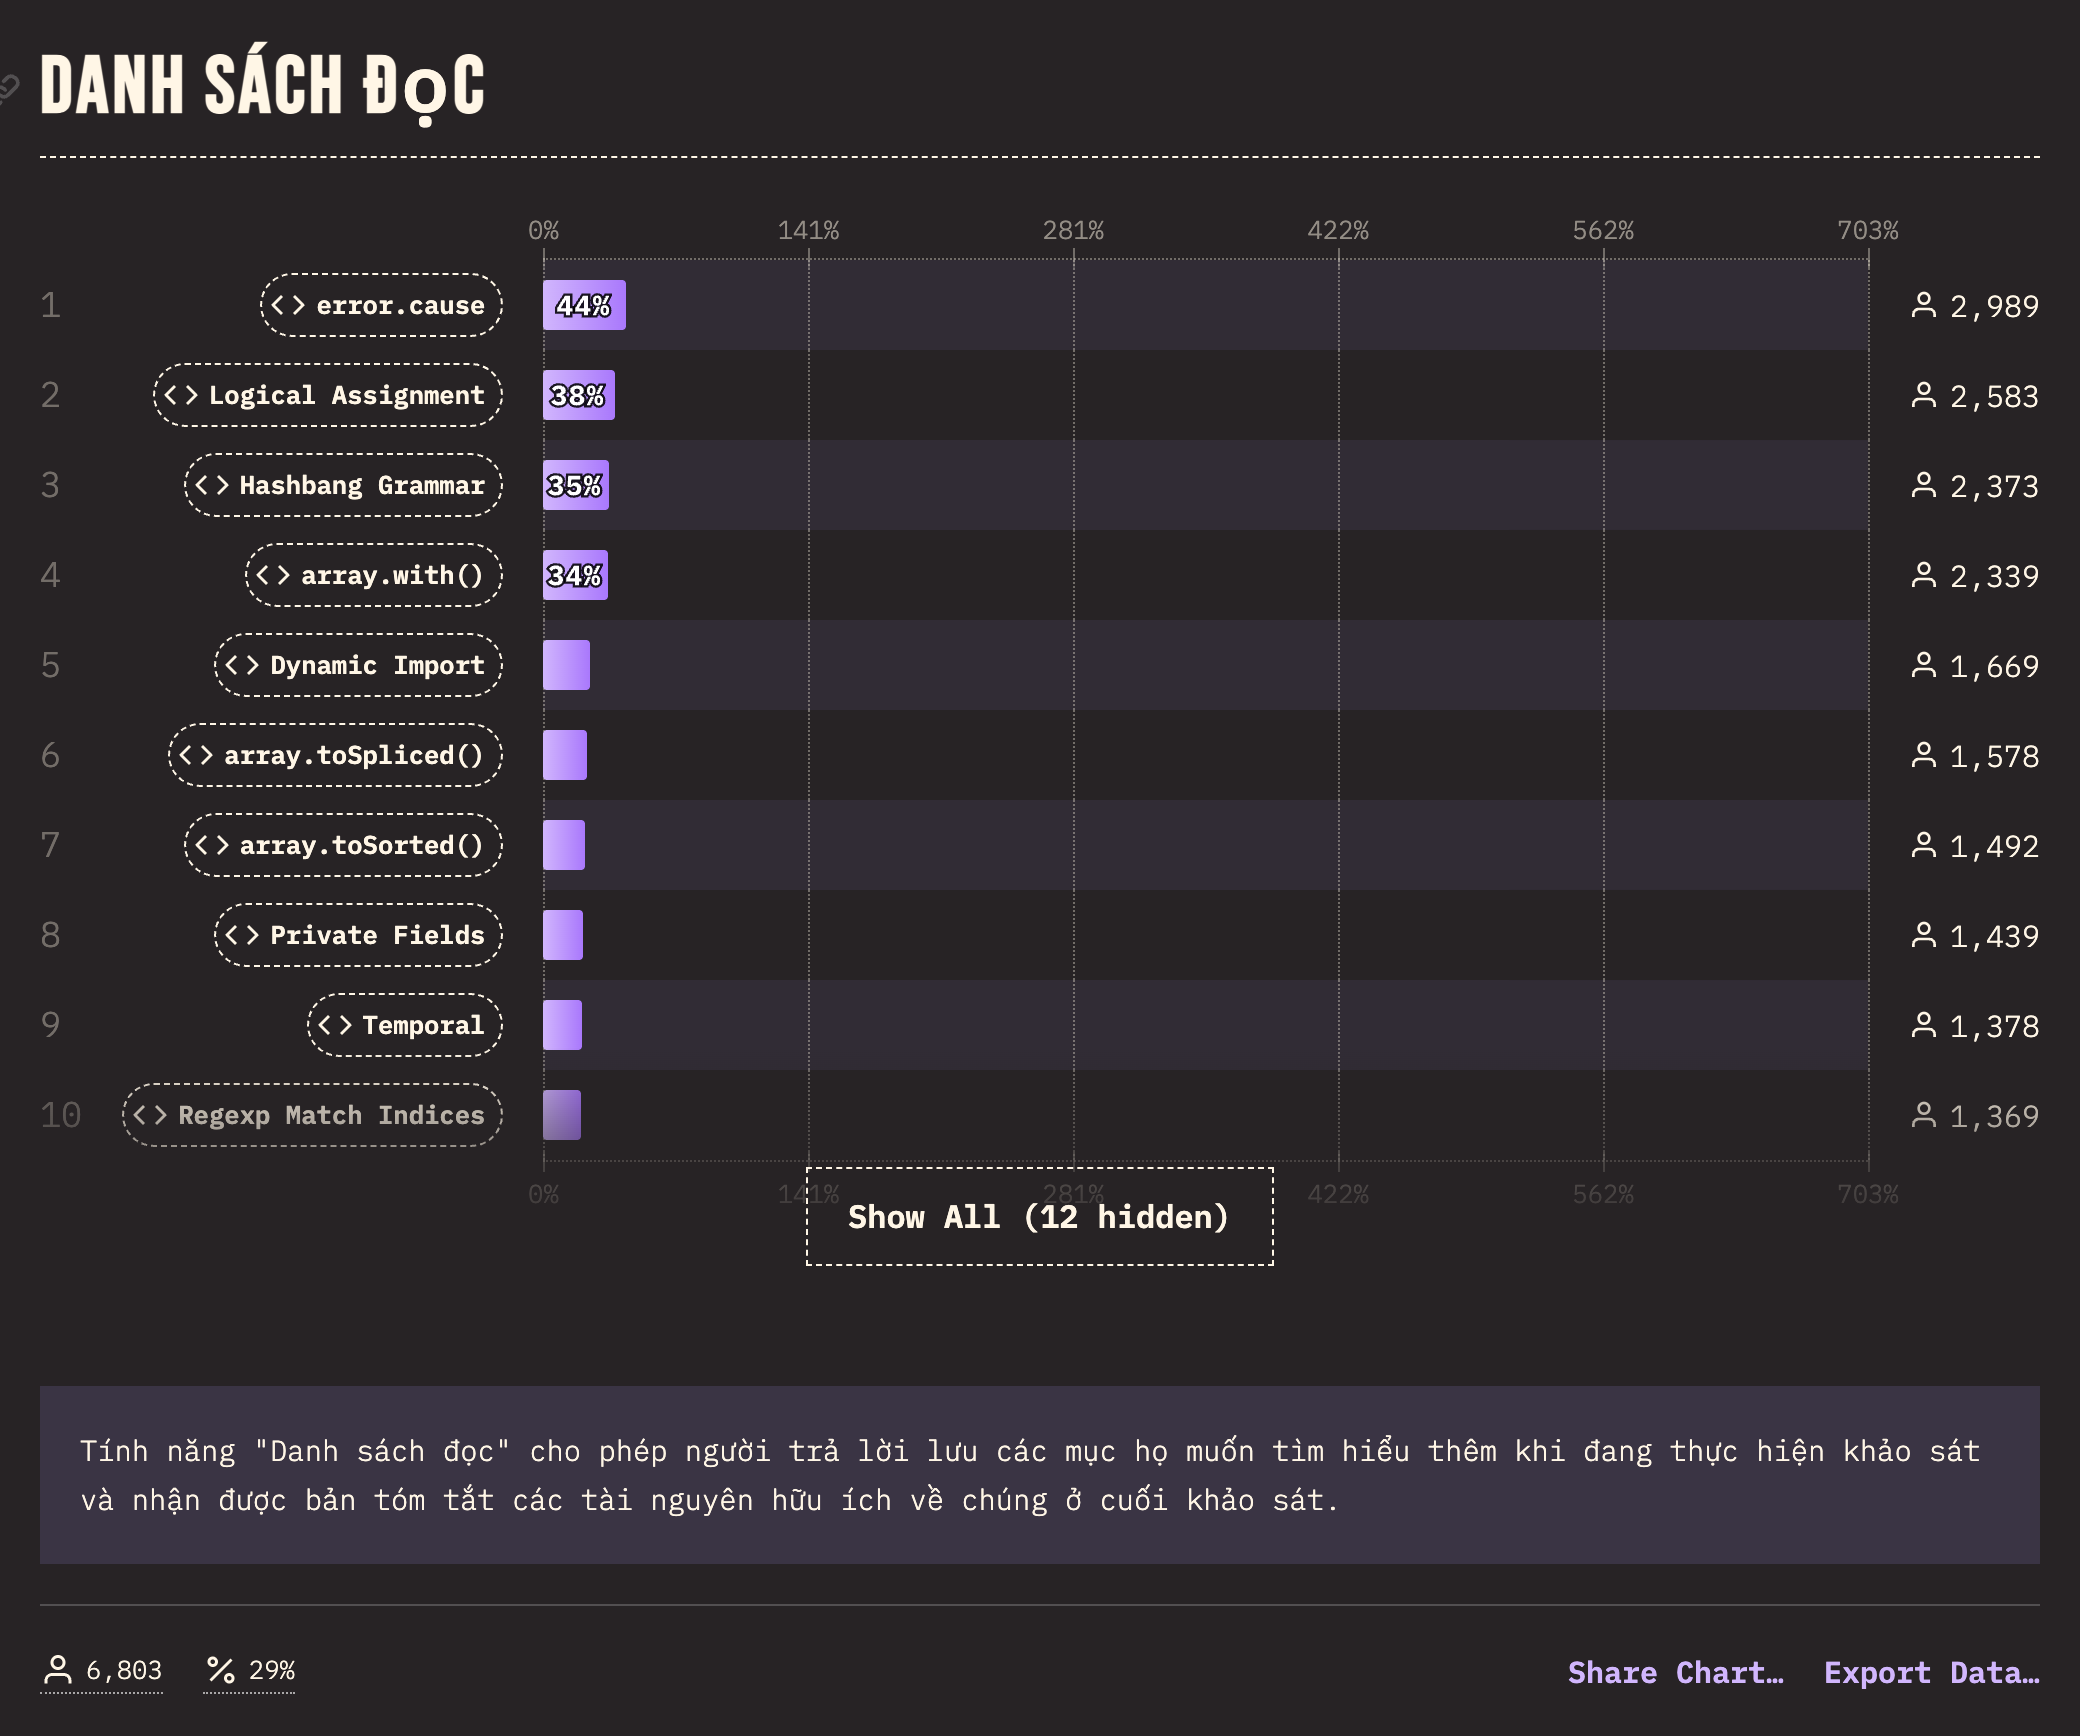 DANH SÁCH ĐỌC
0% 141% 281% 422% 562% 703%
1 <> error.cause 44% 2,989
2 <> Logical Assignment 38% 2,583
3 <> Hashbang Grammar 35% 2,373
4 <> array.with() 34% 2,339
5 <> Dynamic Import 1,669
6 <> array.toSpliced() 1,578
7 <> array.toSorted() 1,492
8 <> Private Fields 1,439
9 <> Temporal 1,378
10 <> Regexp Match Indices 1,369
0% 141% 281% 422% 562% 703%
Show All (12 hidden)
Tính năng "Danh sách đọc" cho phép người trả lời lưu các mục họ muốn tìm hiểu thêm khi đang thực hiện khảo sát
và nhận được bản tóm tắt các tài nguyên hữu ích về chúng ở cuối khảo sát.
6,803 % 29% Share Chart… Export Data…